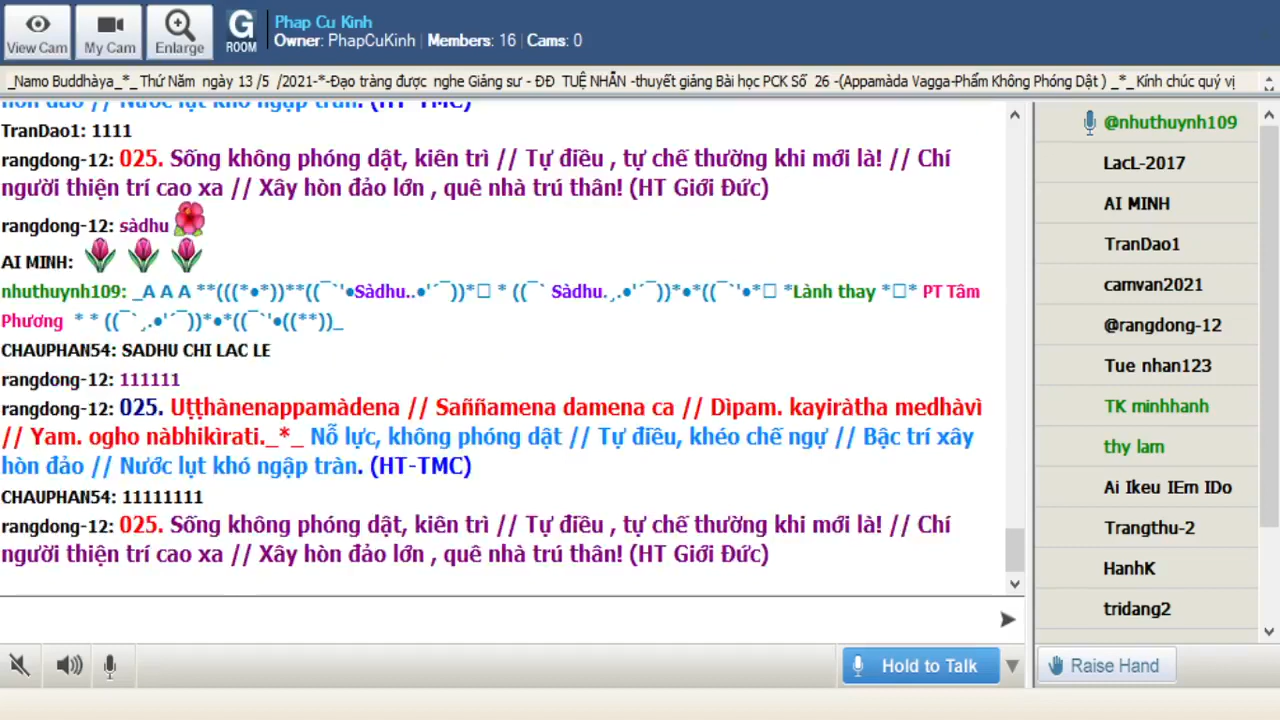 View Cam
My Cam
Enlarge
G
ROOM
Phap Cu Kinh
Owner: PhapCuKinh | Members: 16 | Cams: 0
_Namo Buddhàya_*_ Thứ Năm ngày 13 /5 /2021-*-Đạo tràng được nghe Giảng sư - ĐĐ TUỆ NHẪN -thuyết giảng Bài học PCK Số 26 -(Appamàda Vagga-Phẩm Không Phóng Dật ) _*_ Kính chúc quý vị
hòn đảo // Nước lụt khó ngập tràn. (HT-TMC)
TranDao1: 1111
rangdong-12: 025. Sống không phóng dật, kiên trì // Tự điều , tự chế thường khi mới là! // Chí
người thiện trí cao xa // Xây hòn đảo lớn , quê nhà trú thân! (HT Giới Đức)
rangdong-12: sàdhu
AI MINH:
nhuthuynh109: _A A A **(((*•*))**((¯`'•Sàdhu..•'´¯))*□ * ((¯` Sàdhu.¸.•'´¯))*•*((¯`'•*□ *Lành thay *□* PT Tâm
Phương * * ((¯`¸.•'´¯))*•*((¯`'•((**))_
CHAUPHAN54: SADHU CHI LAC LE
rangdong-12: 111111
rangdong-12: 025. Uṭṭhànenappamàdena // Saññamena damena ca // Dìpam. kayiràtha medhàvì
// Yam. ogho nàbhikìrati._*_ Nỗ lực, không phóng dật // Tự điều, khéo chế ngự // Bậc trí xây
hòn đảo // Nước lụt khó ngập tràn. (HT-TMC)
CHAUPHAN54: 11111111
rangdong-12: 025. Sống không phóng dật, kiên trì // Tự điều , tự chế thường khi mới là! // Chí
người thiện trí cao xa // Xây hòn đảo lớn , quê nhà trú thân! (HT Giới Đức)
Hold to Talk
@nhuthuynh109
LacL-2017
AI MINH
TranDao1
camvan2021
@rangdong-12
Tue nhan123
TK minhhanh
thy lam
Ai Ikeu IEm IDo
Trangthu-2
HanhK
tridang2
Raise Hand